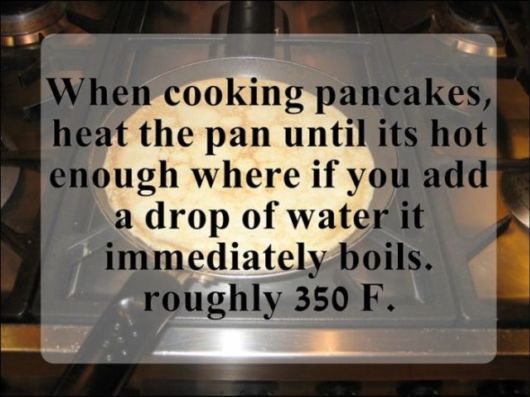 When cooking pancakes,
heat the pan until its hot
enough where if you add
a drop of water it
immediately boils.
roughly 350 F.